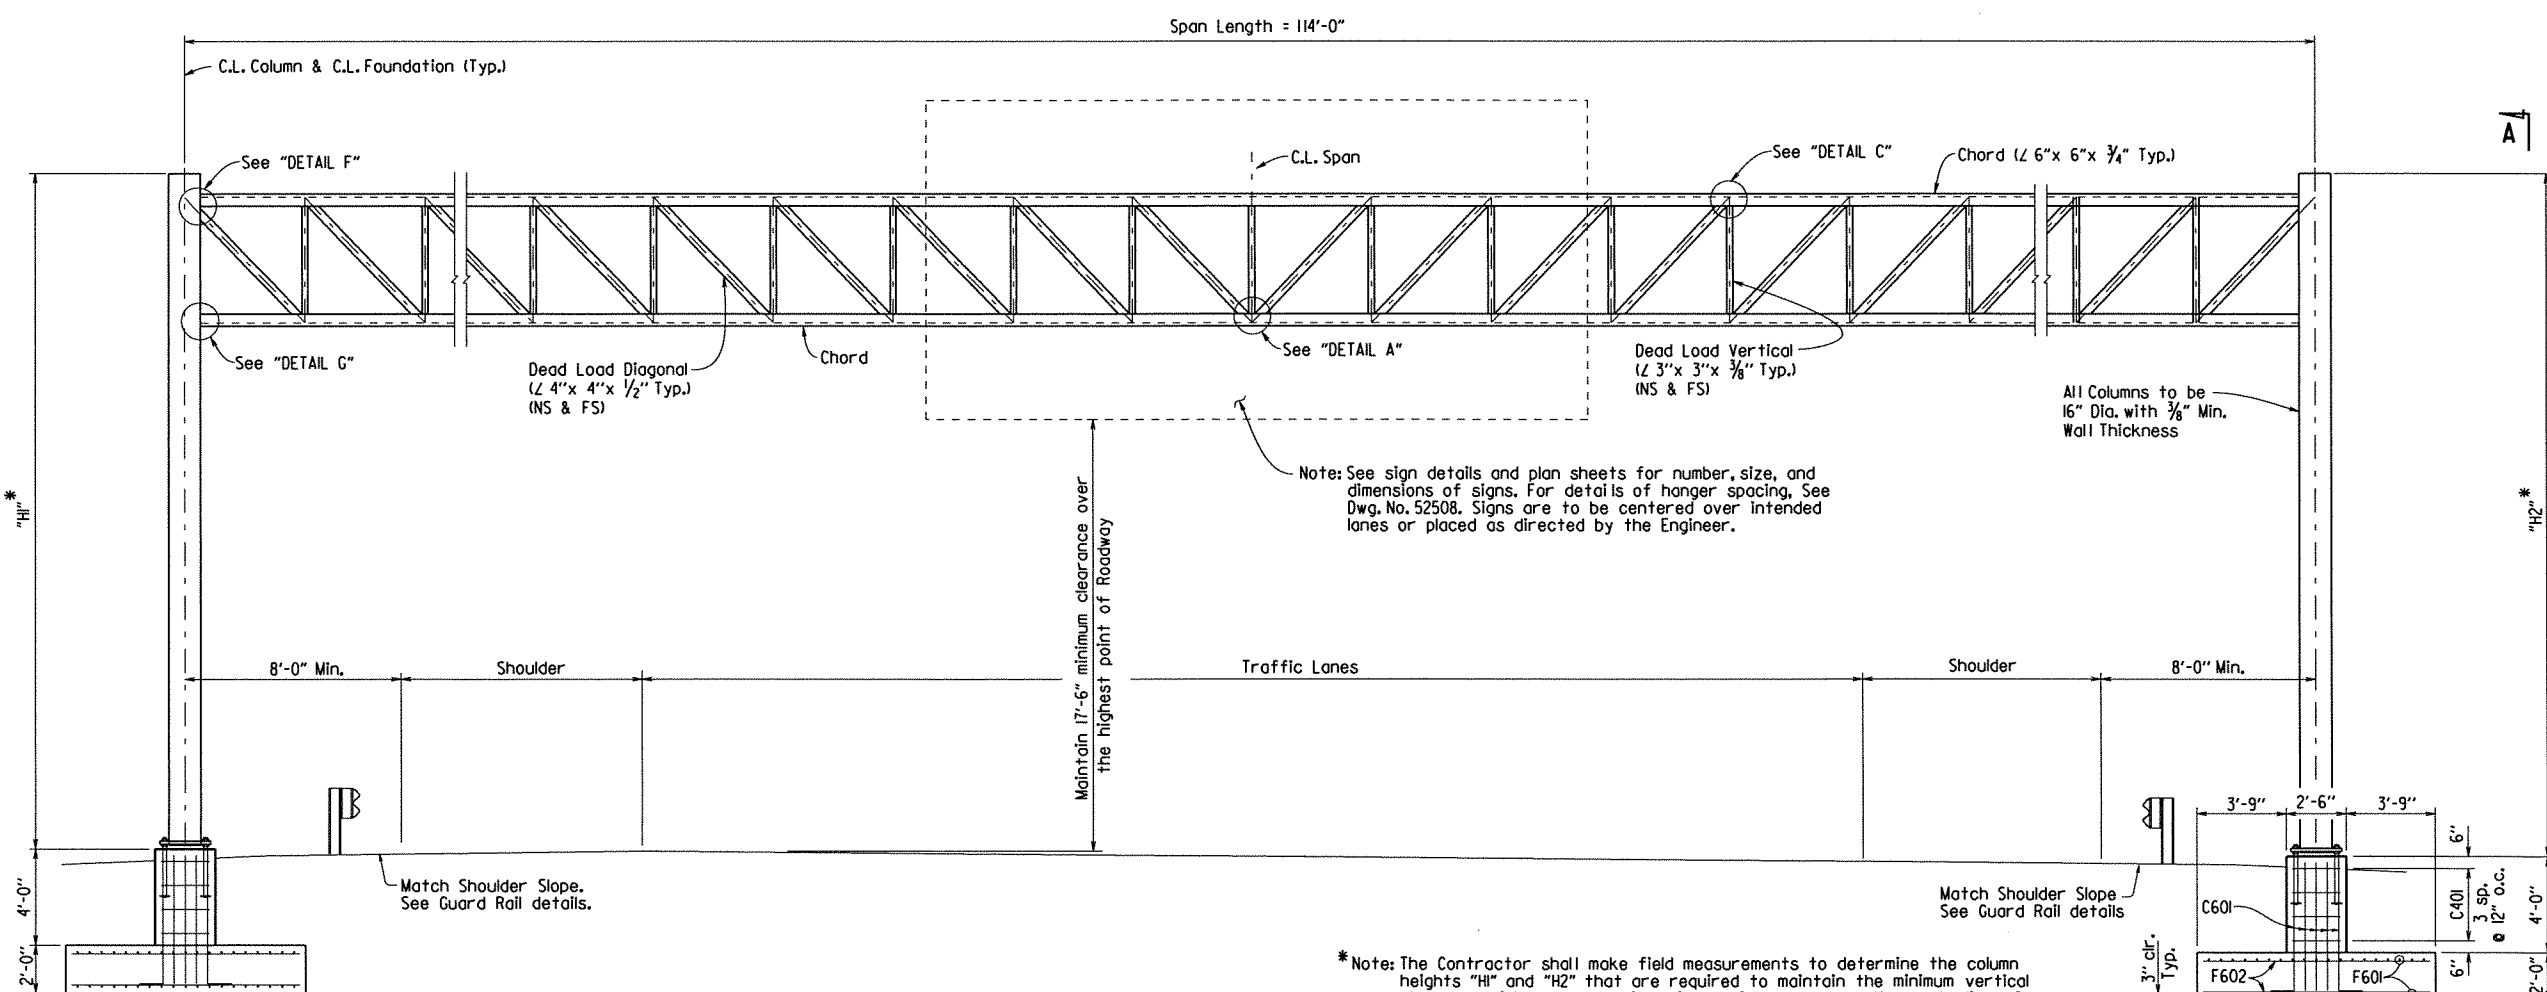 Span Length = 114'-0"
C.L. Column & C.L. Foundation (Typ.)
A
See "DETAIL F"
C.L. Span
See "DETAIL C"
Chord (∠ 6"x 6"x 3/4" Typ.)
See "DETAIL G"
Dead Load Diagonal
(∠ 4"x 4"x 1/2" Typ.)
(NS & FS)
Chord
See "DETAIL A"
Dead Load Vertical
(∠ 3"x 3"x 3/8" Typ.)
(NS & FS)
All Columns to be
16" Dia. with 3/8" Min.
Wall Thickness
"H1"*
"H2"*
Note: See sign details and plan sheets for number, size, and
dimensions of signs. For details of hanger spacing, See
Dwg. No. 52508. Signs are to be centered over intended
lanes or placed as directed by the Engineer.
Maintain 17'-6" minimum clearance over
the highest point of Roadway
8'-0" Min.
Shoulder
Traffic Lanes
Shoulder
8'-0" Min.
3'-9"
2'-6"
3'-9"
6"
4'-0"
2'-0"
Match Shoulder Slope.
See Guard Rail details.
Match Shoulder Slope
See Guard Rail details
C601
C401
3 sp.
@ 12" o.c.
4'-0"
3" clr.
Typ.
F602
F601
6"
2'-0"
*Note: The Contractor shall make field measurements to determine the column
heights "H1" and "H2" that are required to maintain the minimum vertical